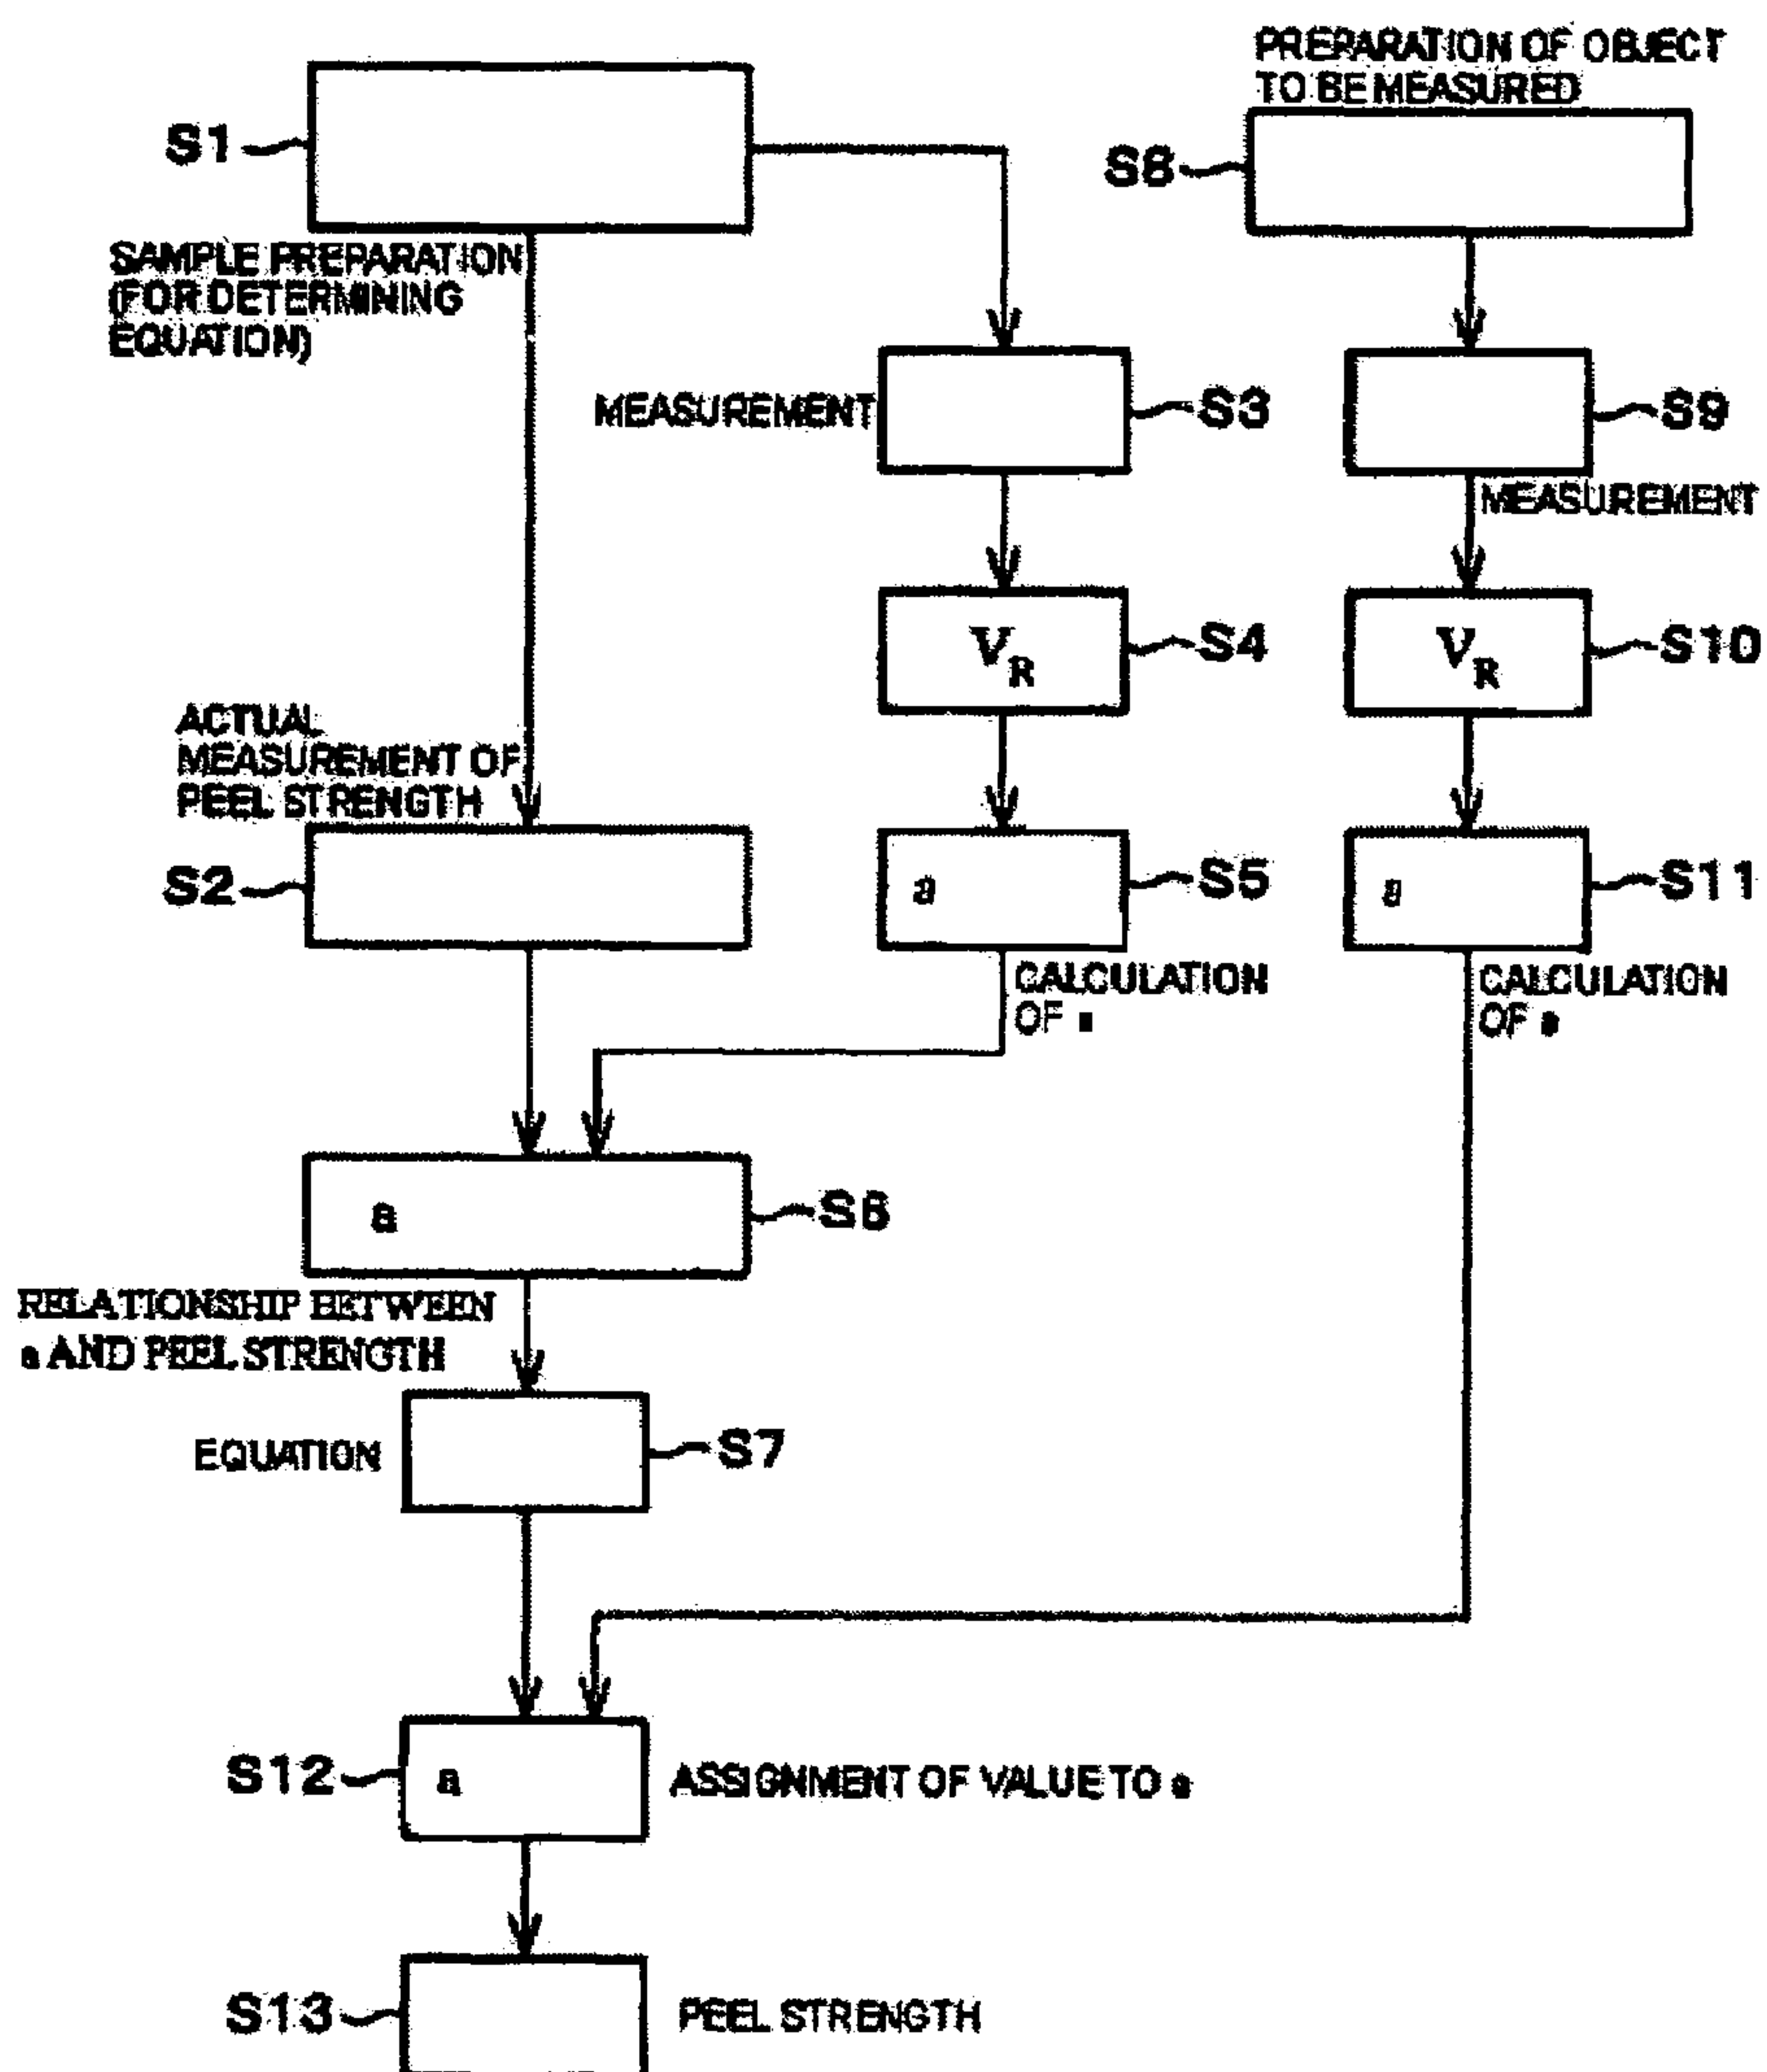 PREPARATION OF OBJECT
TO BE MEASURED
S1
S8
SAMPLE PREPARATION
(FOR DETERMINING
EQUATION)
MEASUREMENT
S3
S9
MEASUREMENT
V_R
S4
V_R
S10
ACTUAL
MEASUREMENT OF
PEEL STRENGTH
S2
a
S5
a
S11
CALCULATION
OF a
CALCULATION
OF a
a
S6
RELATIONSHIP BETWEEN
a AND PEEL STRENGTH
EQUATION
S7
S12
a
ASSIGNMENT OF VALUE TO a
S13
PEEL STRENGTH